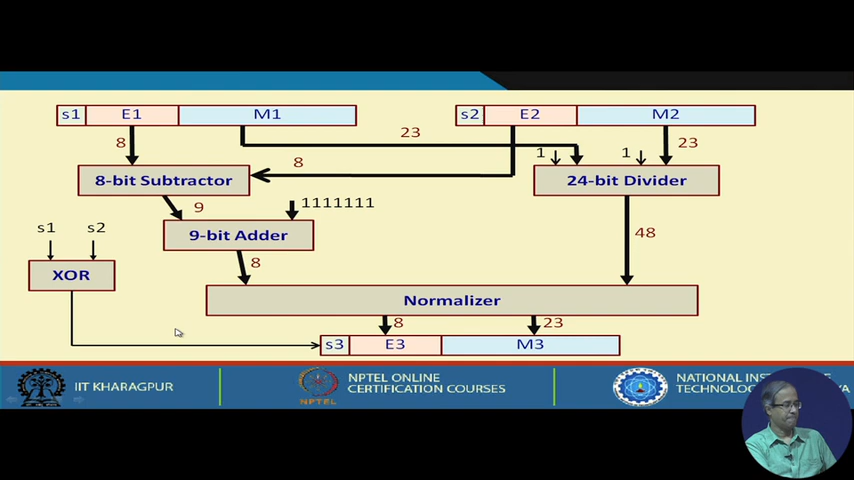 s1 E1 M1
s2 E2 M2
23
8
23
8
1
1
8-bit Subtractor
24-bit Divider
9
1111111
s1 s2
9-bit Adder
48
8
XOR
Normalizer
8
23
s3 E3 M3
IIT KHARAGPUR
NPTEL
NPTEL ONLINE
CERTIFICATION COURSES
NATIONAL